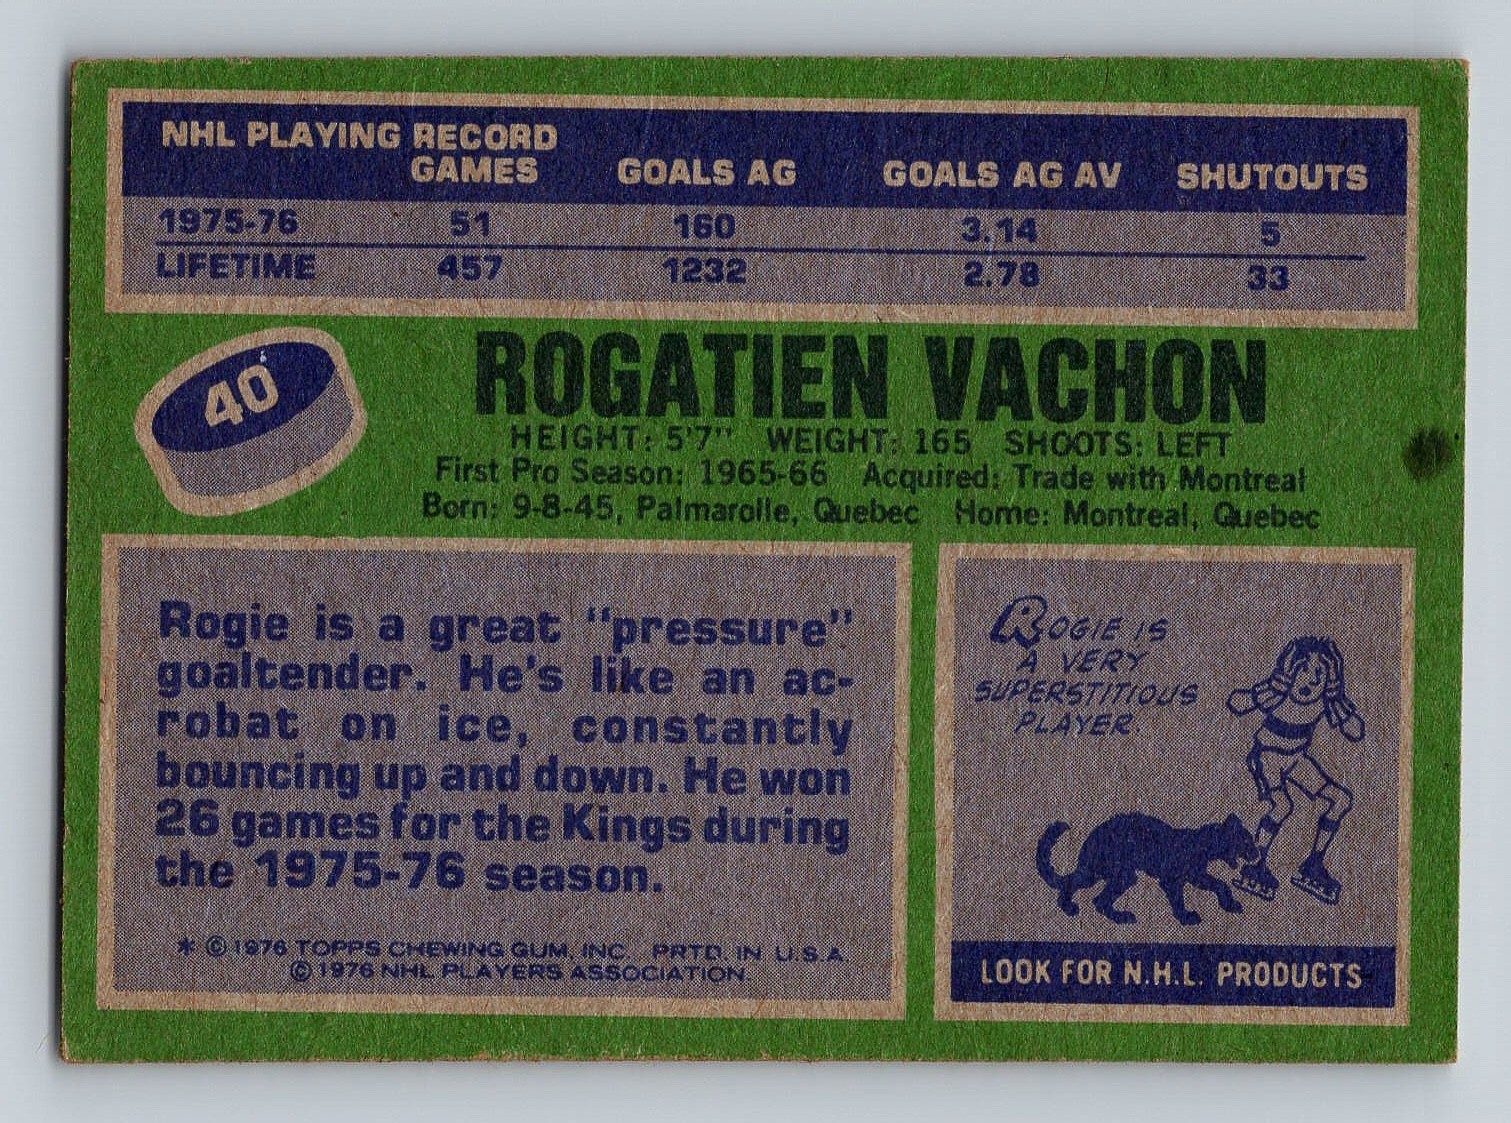 NHL PLAYING RECORD
GAMES GOALS AG GOALS AG AV SHUTOUTS
1975-76 51 160 3.14 5
LIFETIME 457 1232 2.78 33
40
ROGATIEN VACHON
HEIGHT: 5'7" WEIGHT: 165 SHOOTS: LEFT
First Pro Season: 1965-66 Acquired: Trade with Montreal
Born: 9-8-45, Palmarolle, Quebec Home: Montreal, Quebec
Rogie is a great "pressure"
goaltender. He's like an ac-
robat on ice, constantly
bouncing up and down. He won
26 games for the Kings during
the 1975-76 season.
* © 1976 TOPPS CHEWING GUM, INC. PRTD. IN U.S.A.
© 1976 NHL PLAYERS ASSOCIATION.
ROGIE IS
A VERY
SUPERSTITIOUS
PLAYER.
LOOK FOR N.H.L. PRODUCTS